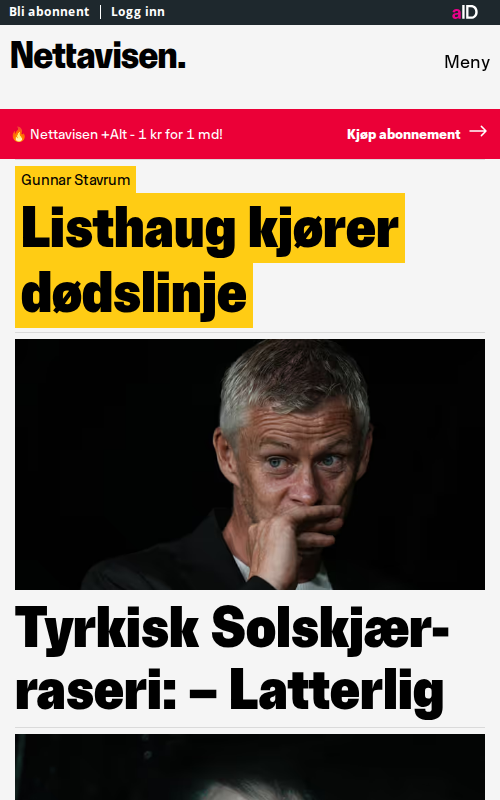 Bli abonnent | Logg inn
aID
Nettavisen.
Meny
🔥 Nettavisen +Alt - 1 kr for 1 md!
Kjøp abonnement →
Gunnar Stavrum
Listhaug kjører
dødslinje
Tyrkisk Solskjær-
raseri: – Latterlig